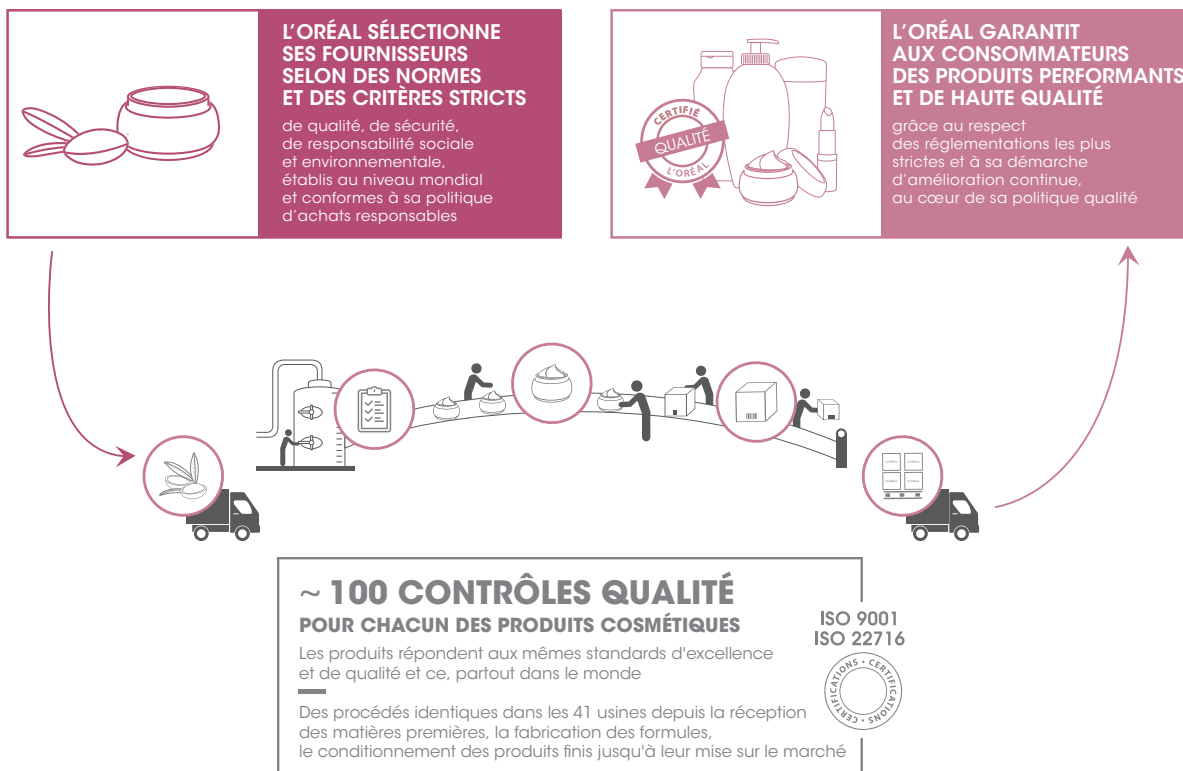 L'ORÉAL SÉLECTIONNE
SES FOURNISSEURS
SELON DES NORMES
ET DES CRITÈRES STRICTS
de qualité, de sécurité,
de responsabilité sociale
et environnementale,
établis au niveau mondial
et conformes à sa politique
d'achats responsables
CERTIFIÉ
QUALITÉ
L'ORÉAL
L'ORÉAL GARANTIT
AUX CONSOMMATEURS
DES PRODUITS PERFORMANTS
ET DE HAUTE QUALITÉ
grâce au respect
des réglementations les plus
strictes et à sa démarche
d'amélioration continue,
au cœur de sa politique qualité
L'ORÉAL L'ORÉAL
L'ORÉAL L'ORÉAL
~ 100 CONTRÔLES QUALITÉ
POUR CHACUN DES PRODUITS COSMÉTIQUES
Les produits répondent aux mêmes standards d'excellence
et de qualité et ce, partout dans le monde
Des procédés identiques dans les 41 usines depuis la réception
des matières premières, la fabrication des formules,
le conditionnement des produits finis jusqu'à leur mise sur le marché
ISO 9001
ISO 22716
CERTIFICATIONS • CERTIFICATIONS •